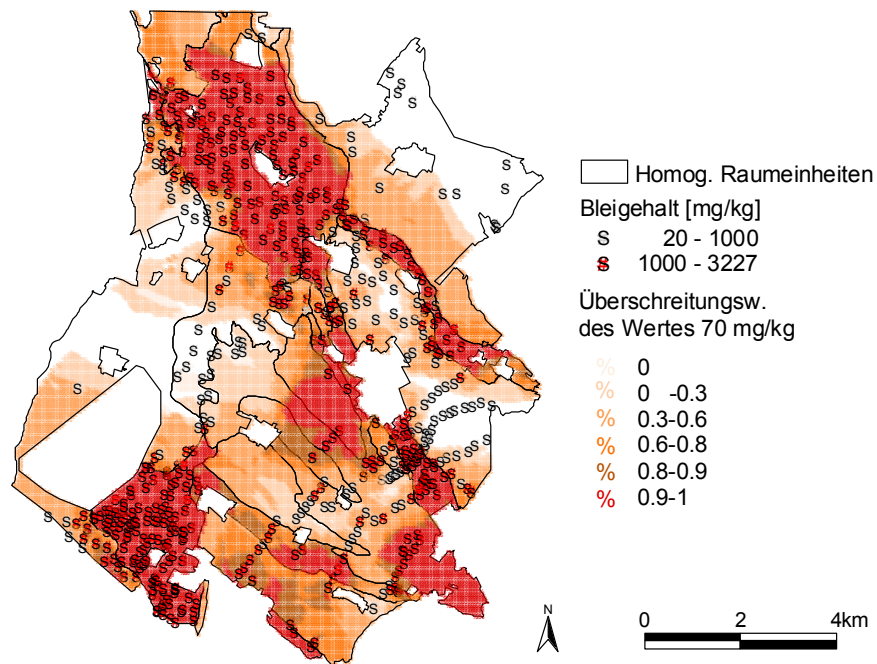 Homog. Raumeinheiten
Bleigehalt [mg/kg]
S 20 - 1000
S 1000 - 3227
Überschreitungsw.
des Wertes 70 mg/kg
% 0
% 0 -0.3
% 0.3-0.6
% 0.6-0.8
% 0.8-0.9
% 0.9-1
N
0 2 4km